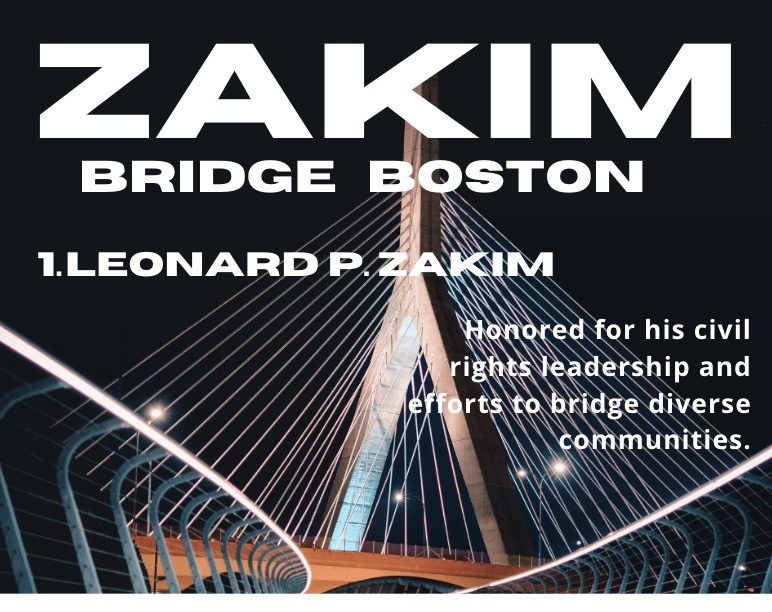 ZAKIM
BRIDGE BOSTON
1.LEONARD P. ZAKIM
Honored for his civil
rights leadership and
efforts to bridge diverse
communities.